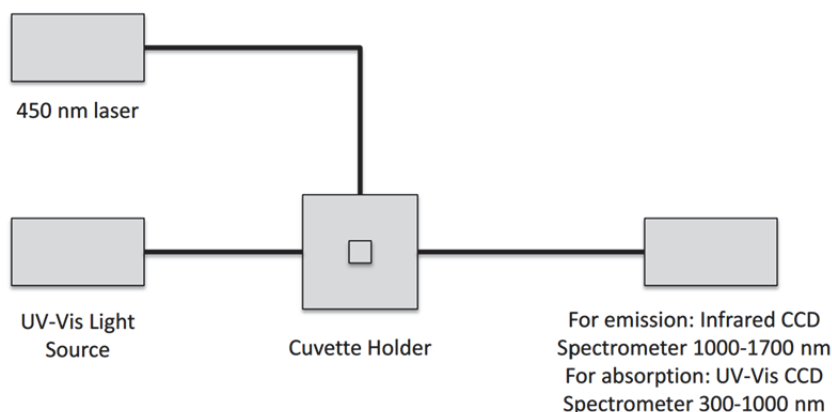 450 nm laser
UV-Vis Light
Source
Cuvette Holder
For emission: Infrared CCD
Spectrometer 1000-1700 nm
For absorption: UV-Vis CCD
Spectrometer 300-1000 nm